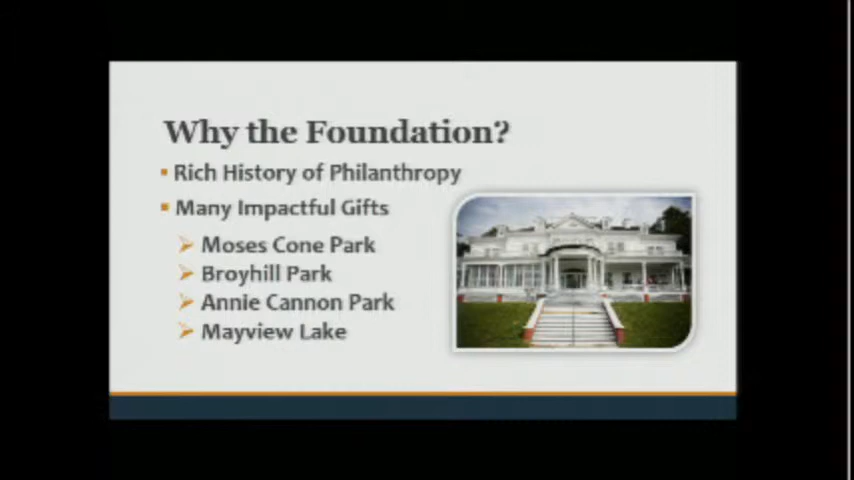 Why the Foundation?
Rich History of Philanthropy
Many Impactful Gifts
Moses Cone Park
Broyhill Park
Annie Cannon Park
Mayview Lake